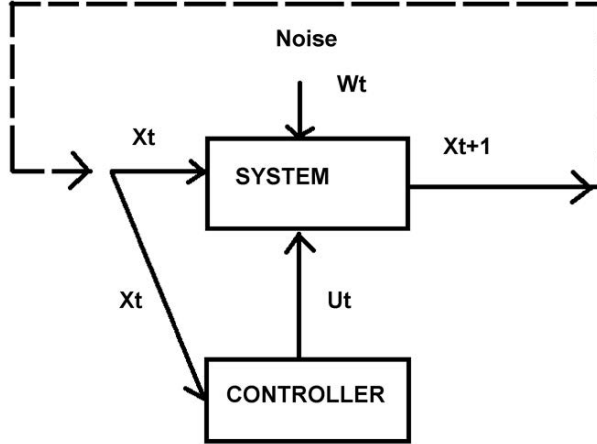 Noise
Wt
Xt
Xt+1
SYSTEM
Xt
Ut
CONTROLLER